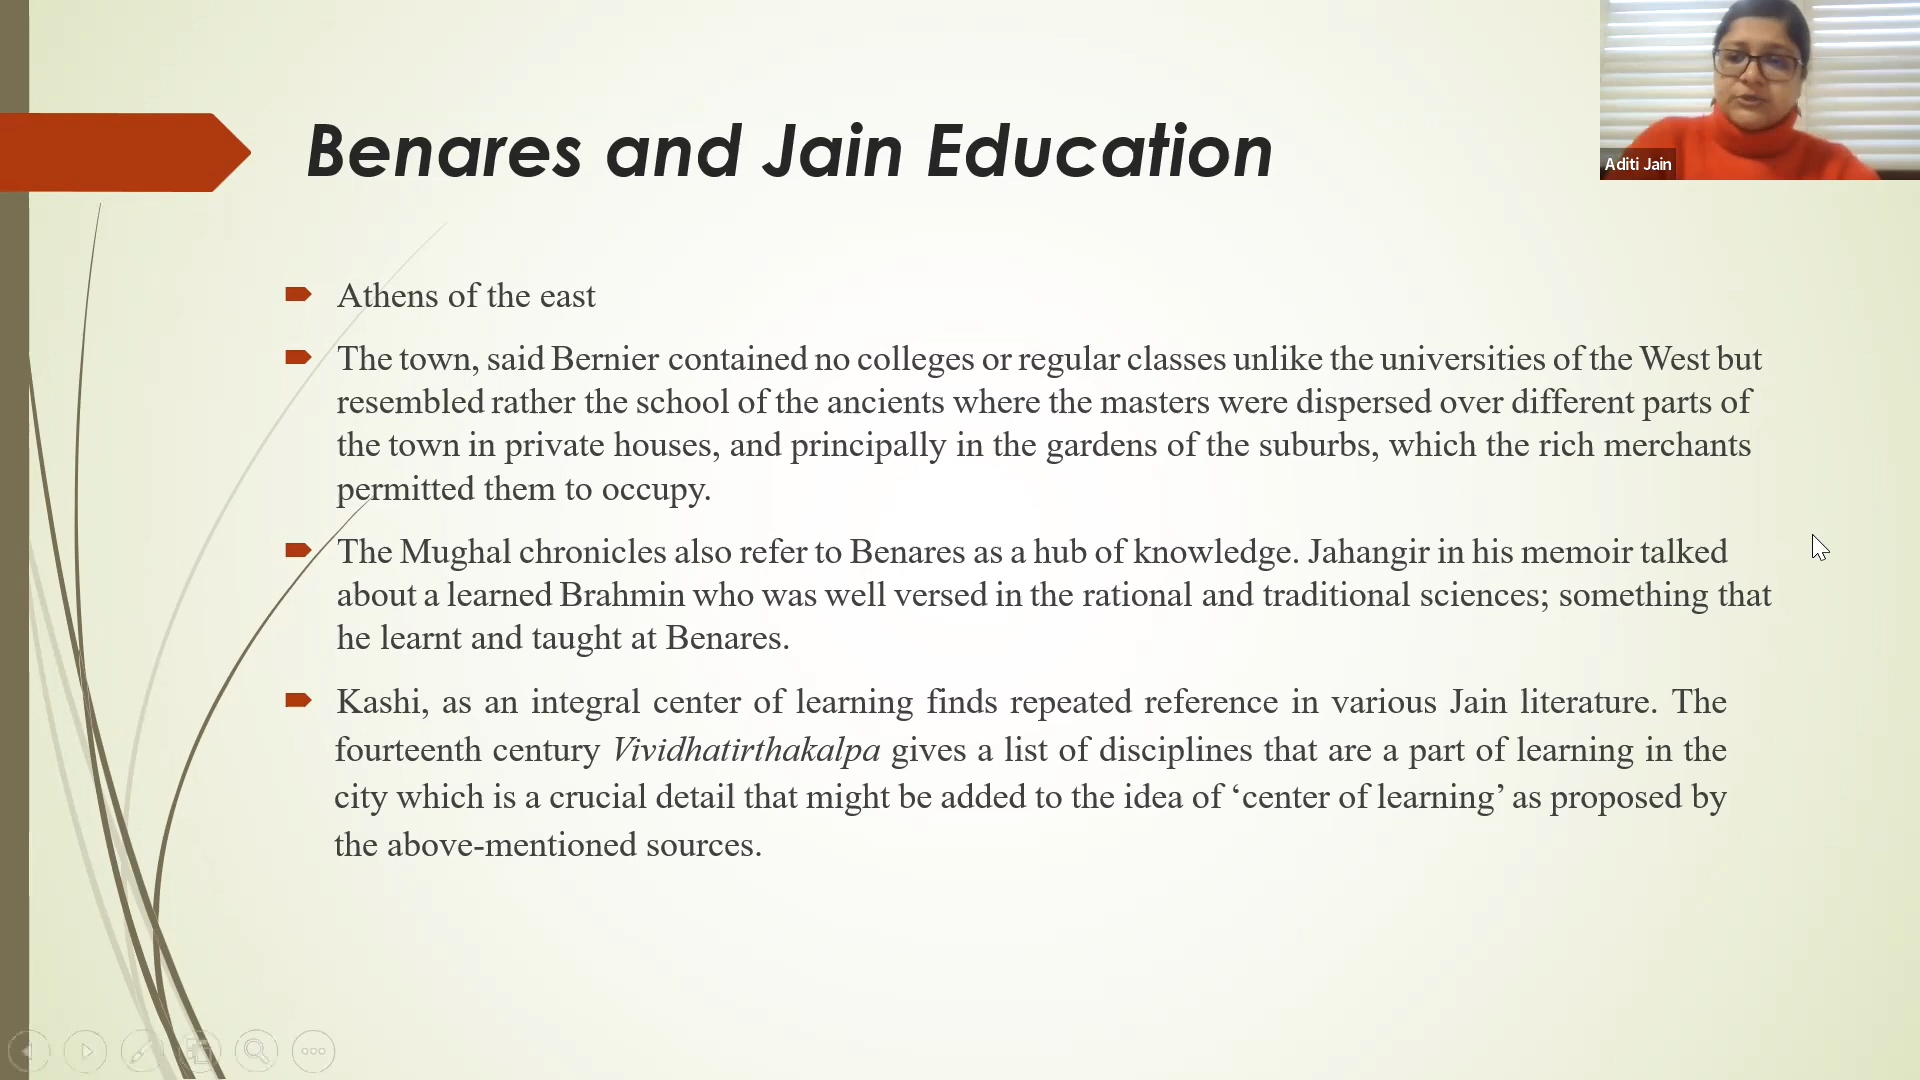 Benares and Jain Education
Aditi Jain
Athens of the east
The town, said Bernier contained no colleges or regular classes unlike the universities of the West but
resembled rather the school of the ancients where the masters were dispersed over different parts of
the town in private houses, and principally in the gardens of the suburbs, which the rich merchants
permitted them to occupy.
The Mughal chronicles also refer to Benares as a hub of knowledge. Jahangir in his memoir talked
about a learned Brahmin who was well versed in the rational and traditional sciences; something that
he learnt and taught at Benares.
Kashi, as an integral center of learning finds repeated reference in various Jain literature. The
fourteenth century Vividhatirthakalpa gives a list of disciplines that are a part of learning in the
city which is a crucial detail that might be added to the idea of ‘center of learning’ as proposed by
the above-mentioned sources.